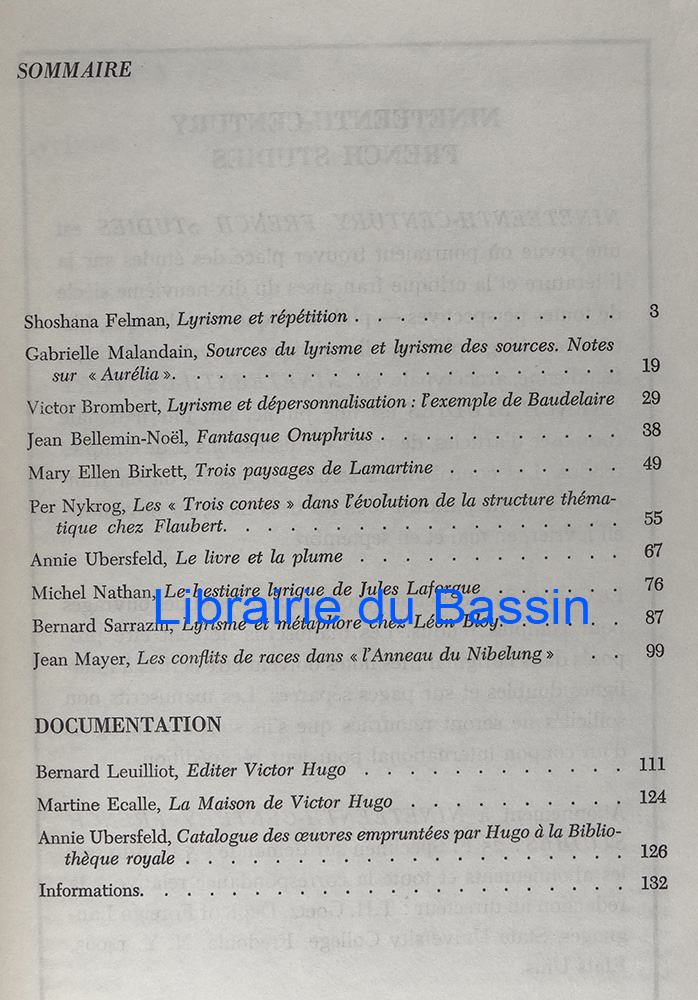 SOMMAIRE
Shoshana Felman, Lyrisme et répétition . . . . . . . . . . . . 3
Gabrielle Malandain, Sources du lyrisme et lyrisme des sources. Notes
sur « Aurélia ». . . . . . . . . . . . . . . . . . . . 19
Victor Brombert, Lyrisme et dépersonnalisation : l'exemple de Baudelaire 29
Jean Bellemin-Noël, Fantasque Onuphrius . . . . . . . . . . . 38
Mary Ellen Birkett, Trois paysages de Lamartine . . . . . . . . 49
Per Nykrog, Les « Trois contes » dans l'évolution de la structure théma-
tique chez Flaubert. . . . . . . . . . . . . . . . . . 55
Annie Ubersfeld, Le livre et la plume . . . . . . . . . . . . 67
Michel Nathan, Le bestiaire lyrique de Jules Laforgue . . . . . . 76
Librairie du Bassin
Bernard Sarrazin, Lyrisme et métaphore chez Léon Bloy. . . . . . 87
Jean Mayer, Les conflits de races dans « l'Anneau du Nibelung » . . 99
DOCUMENTATION
Bernard Leuilliot, Editer Victor Hugo . . . . . . . . . . . . 111
Martine Ecalle, La Maison de Victor Hugo . . . . . . . . . . 124
Annie Ubersfeld, Catalogue des œuvres empruntées par Hugo à la Biblio-
thèque royale . . . . . . . . . . . . . . . . . . . . 126
Informations. . . . . . . . . . . . . . . . . . . . . . 132